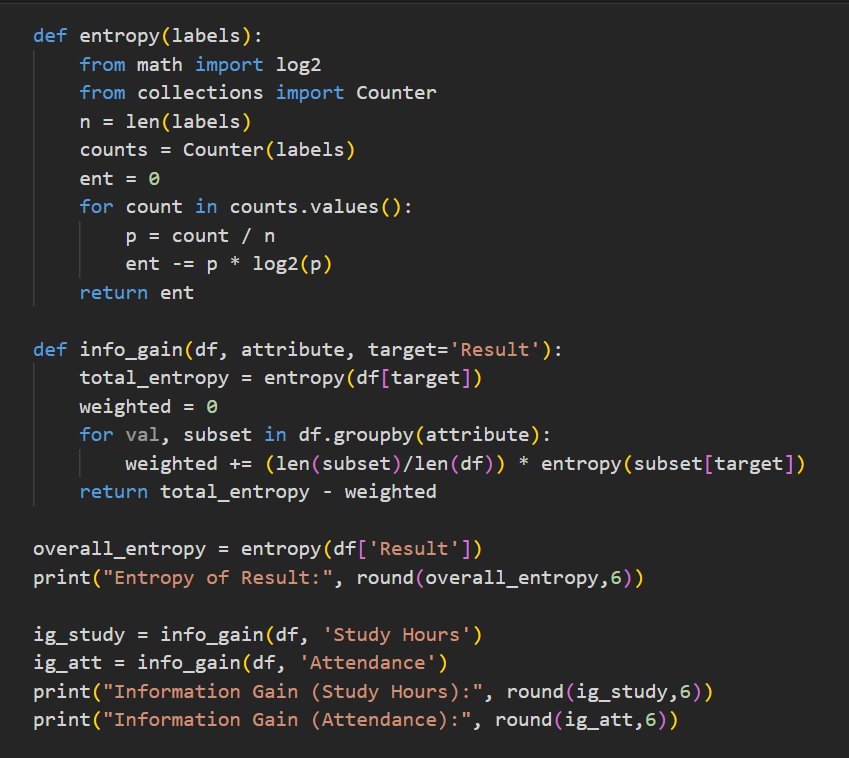 def entropy(labels):
    from math import log2
    from collections import Counter
    n = len(labels)
    counts = Counter(labels)
    ent = 0
    for count in counts.values():
        p = count / n
        ent -= p * log2(p)
    return ent

def info_gain(df, attribute, target='Result'):
    total_entropy = entropy(df[target])
    weighted = 0
    for val, subset in df.groupby(attribute):
        weighted += (len(subset)/len(df)) * entropy(subset[target])
    return total_entropy - weighted

overall_entropy = entropy(df['Result'])
print("Entropy of Result:", round(overall_entropy,6))

ig_study = info_gain(df, 'Study Hours')
ig_att = info_gain(df, 'Attendance')
print("Information Gain (Study Hours):", round(ig_study,6))
print("Information Gain (Attendance):", round(ig_att,6))